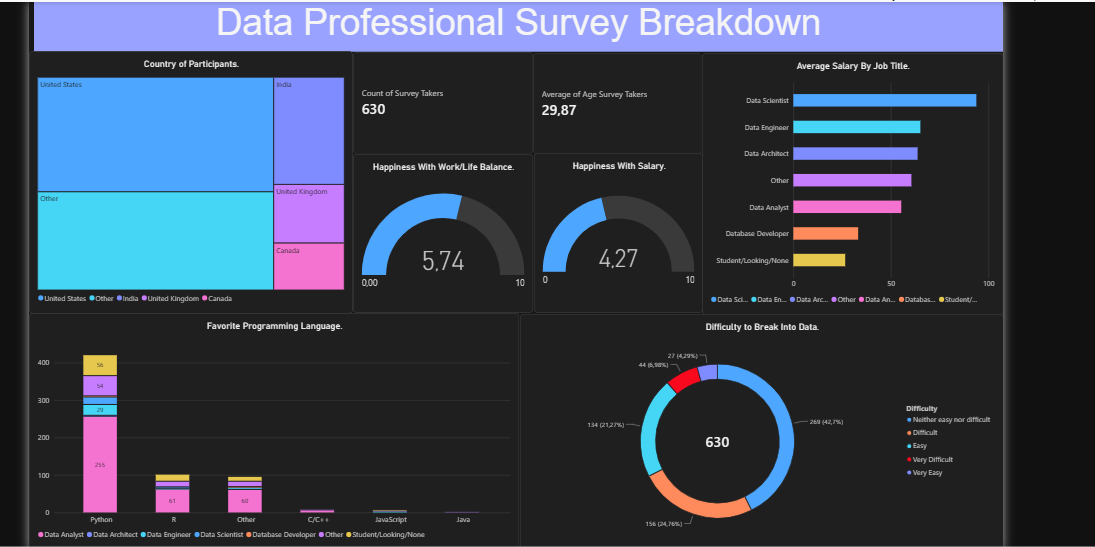 Data Professional Survey Breakdown
Country of Participants.
United States
India
Other
United Kingdom
Canada
United States Other India United Kingdom Canada
Count of Survey Takers
630
Average of Age Survey Takers
29,87
Happiness With Work/Life Balance.
5,74
0,00
10
Happiness With Salary.
4,27
0
10
Average Salary By Job Title.
Data Scientist
Data Engineer
Data Architect
Other
Data Analyst
Database Developer
Student/Looking/None
0 50 100
Data Sci... Data En... Data Arc... Other Data An... Databas... Student/...
Favorite Programming Language.
400
300
200
100
0
56
54
29
255
61
60
Python R Other C/C++ JavaScript Java
Data Analyst Data Architect Data Engineer Data Scientist Database Developer Other Student/Looking/None
Difficulty to Break Into Data.
27 (4,29%)
44 (6,98%)
134 (21,27%)
269 (42,7%)
630
156 (24,76%)
Difficulty
Neither easy nor difficult
Difficult
Easy
Very Difficult
Very Easy